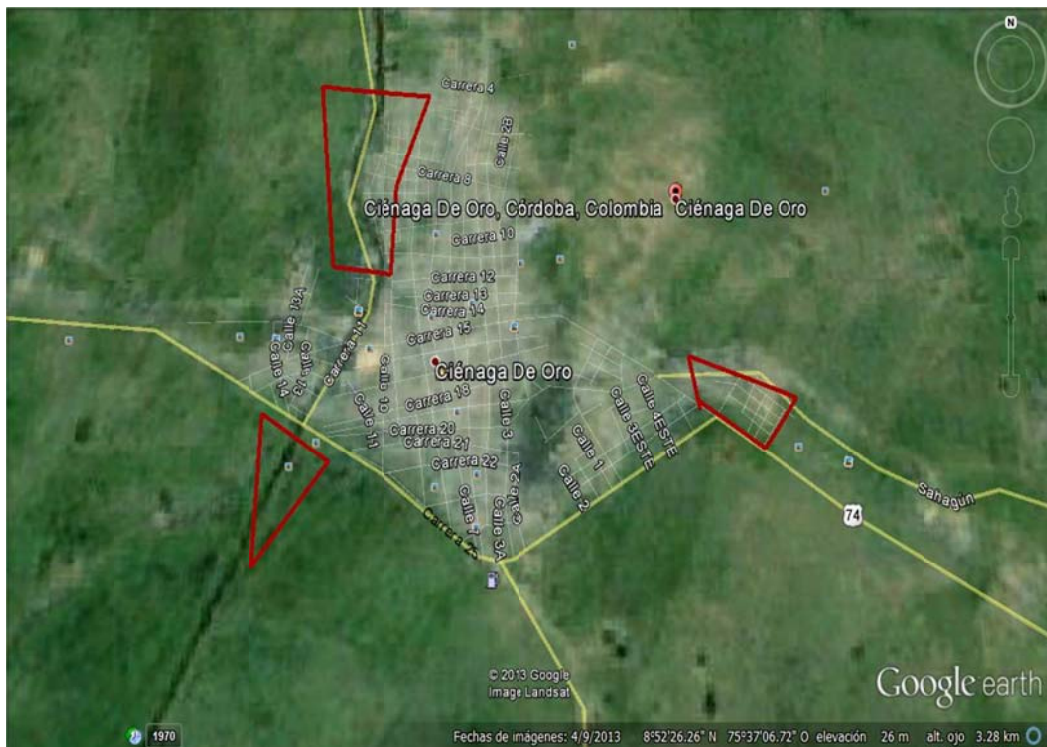 N
Carrera 4
Calle 2B
Carrera 8
Ciénaga De Oro, Córdoba, Colombia
Ciénaga De Oro
Carrera 10
Carrera 12
Carrera 13
Carrera 14
Carrera 15
Calle 13A
Carrera 11
Calle 14
Calle 13
Ciénaga De Oro
Carrera 18
Calle 11
Calle 3
Carrera 20
Carrera 21
Carrera 22
Calle 1
Calle 2
Calle 3ESTE
Calle 4ESTE
Calle 2A
Calle 3A
Calle 7
Sahagún
74
© 2013 Google
Image Landsat
Google earth
1970
Fechas de imágenes: 4/9/2013
8°52'26.26" N 75°37'06.72" O elevación 26 m alt. ojo 3.28 km